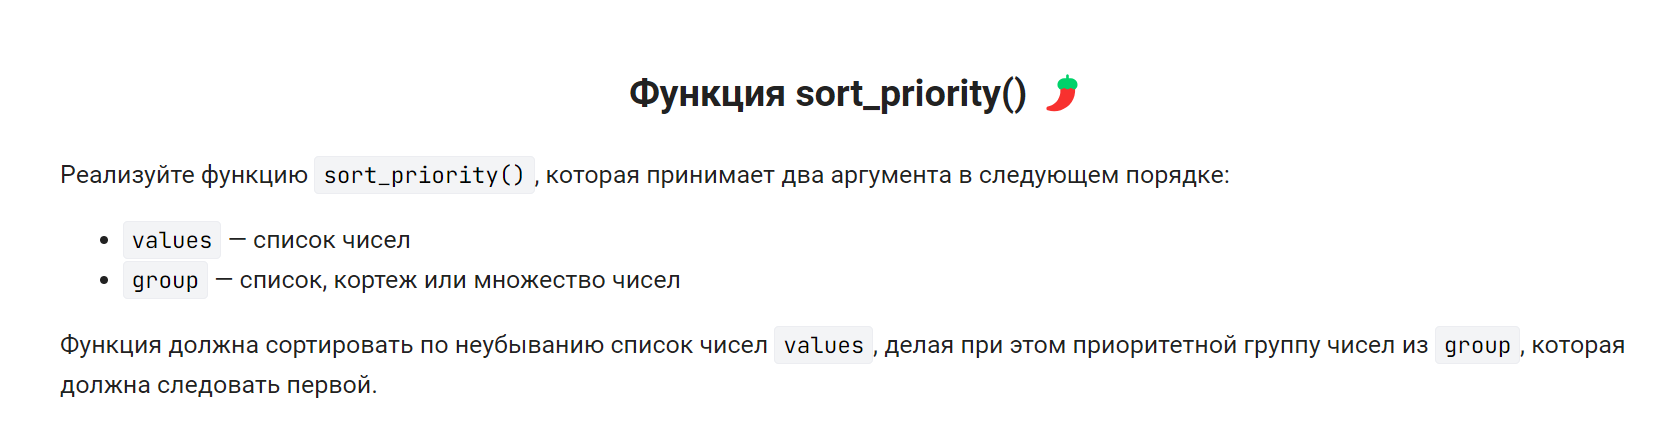 Функция sort_priority()
Реализуйте функцию sort_priority(), которая принимает два аргумента в следующем порядке:
• values — список чисел
• group — список, кортеж или множество чисел
Функция должна сортировать по неубыванию список чисел values, делая при этом приоритетной группу чисел из group, которая
должна следовать первой.